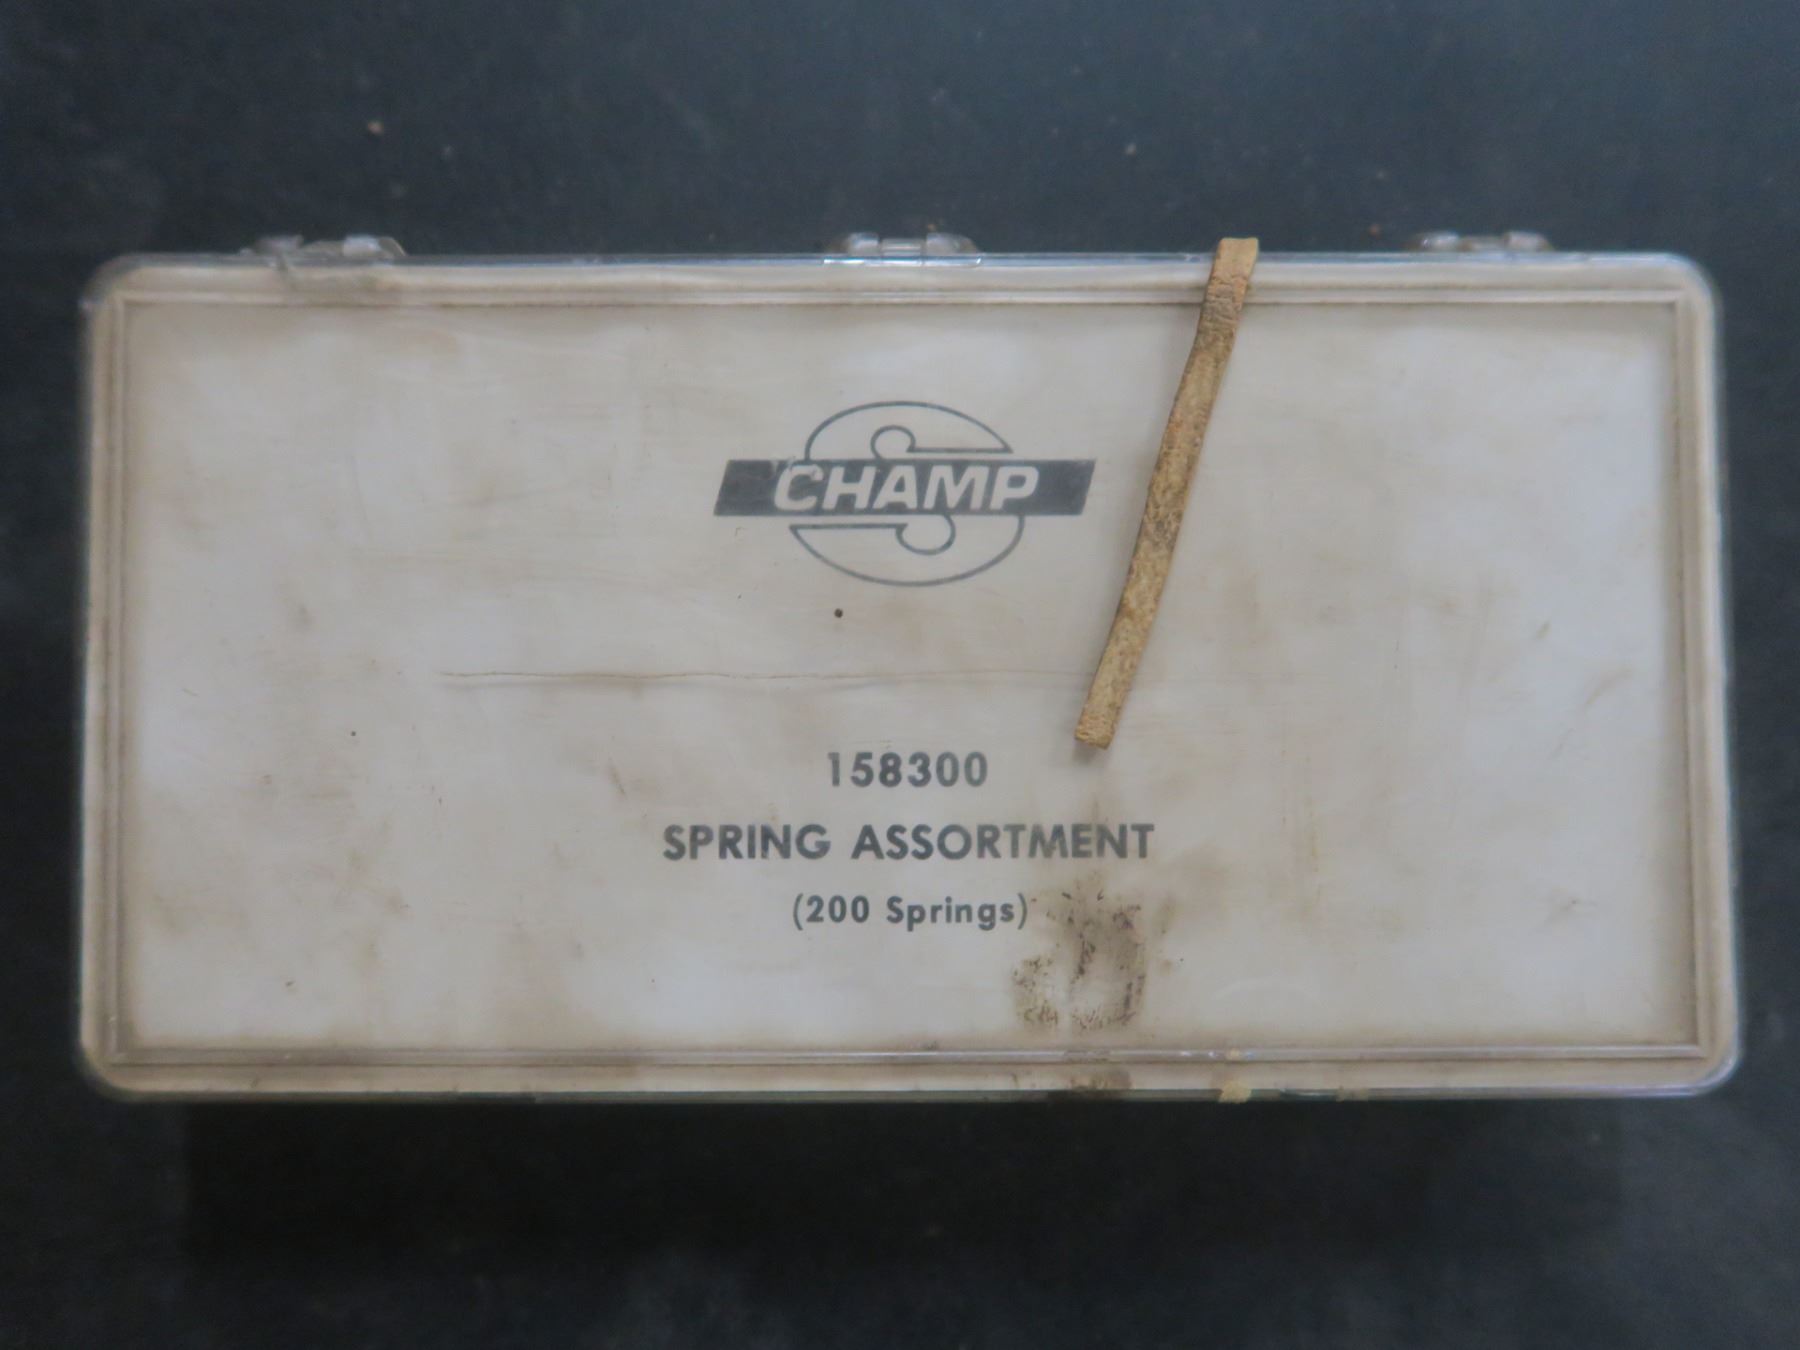 CHAMP
158300
SPRING ASSORTMENT
(200 Springs)